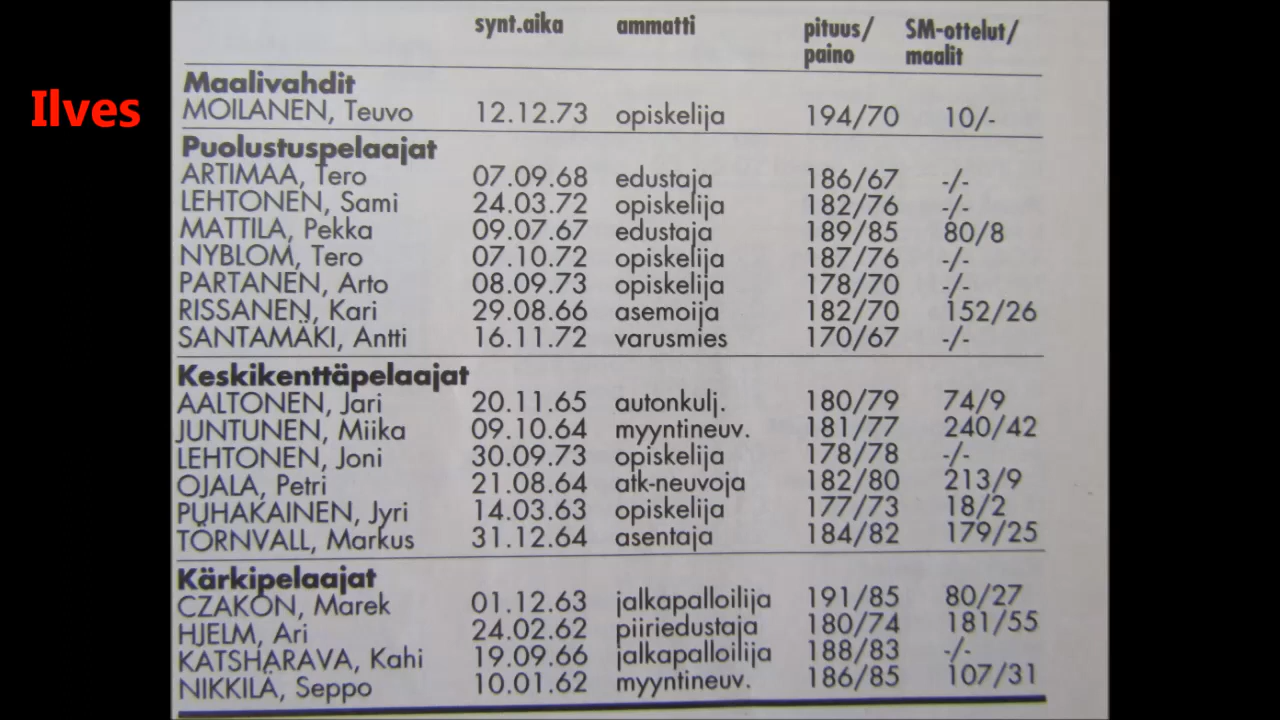 Ilves
synt.aika ammatti pituus/ paino SM-ottelut/ maalit
Maalivahdit
MOILANEN, Teuvo 12.12.73 opiskelija 194/70 10/-
Puolustuspelaajat
ARTIMAA, Tero 07.09.68 edustaja 186/67 -/-
LEHTONEN, Sami 24.03.72 opiskelija 182/76 -/-
MATTILA, Pekka 09.07.67 edustaja 189/85 80/8
NYBLOM, Tero 07.10.72 opiskelija 187/76 -/-
PARTANEN, Arto 08.09.73 opiskelija 178/70 -/-
RISSANEN, Kari 29.08.66 asemoija 182/70 152/26
SANTAMÄKI, Antti 16.11.72 varusmies 170/67 -/-
Keskikenttäpelaajat
AALTONEN, Jari 20.11.65 autonkulj. 180/79 74/9
JUNTUNEN, Miika 09.10.64 myyntineuv. 181/77 240/42
LEHTONEN, Joni 30.09.73 opiskelija 178/78 -/-
OJALA, Petri 21.08.64 atk-neuvoja 182/80 213/9
PUHAKAINEN, Jyri 14.03.63 opiskelija 177/73 18/2
TÖRNVALL, Markus 31.12.64 asentaja 184/82 179/25
Kärkipelaajat
CZAKON, Marek 01.12.63 jalkapalloilija 191/85 80/27
HJELM, Ari 24.02.62 piiriedustaja 180/74 181/55
KATSHARAVA, Kahi 19.09.66 jalkapalloilija 188/83 -/-
NIKKILÄ, Seppo 10.01.62 myyntineuv. 186/85 107/31